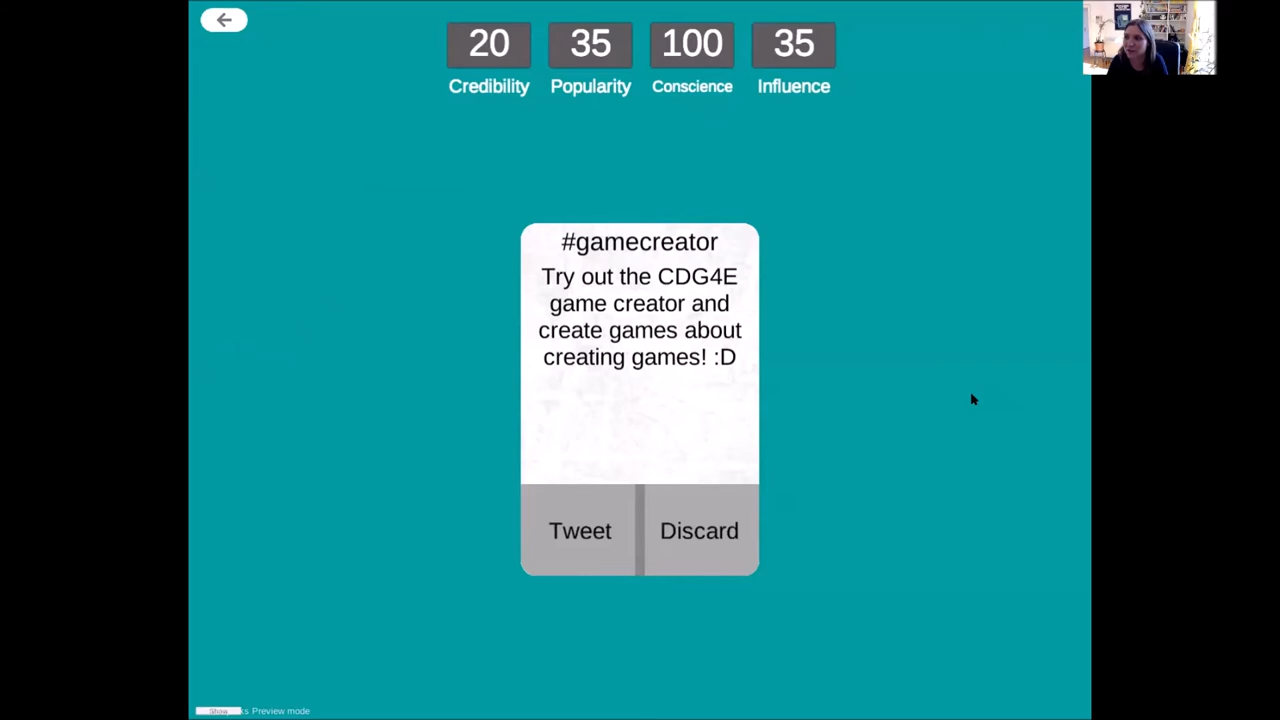 20 35 100 35
Credibility Popularity Conscience Influence
#gamecreator
Try out the CDG4E
game creator and
create games about
creating games! :D
Tweet Discard
Show
Preview mode